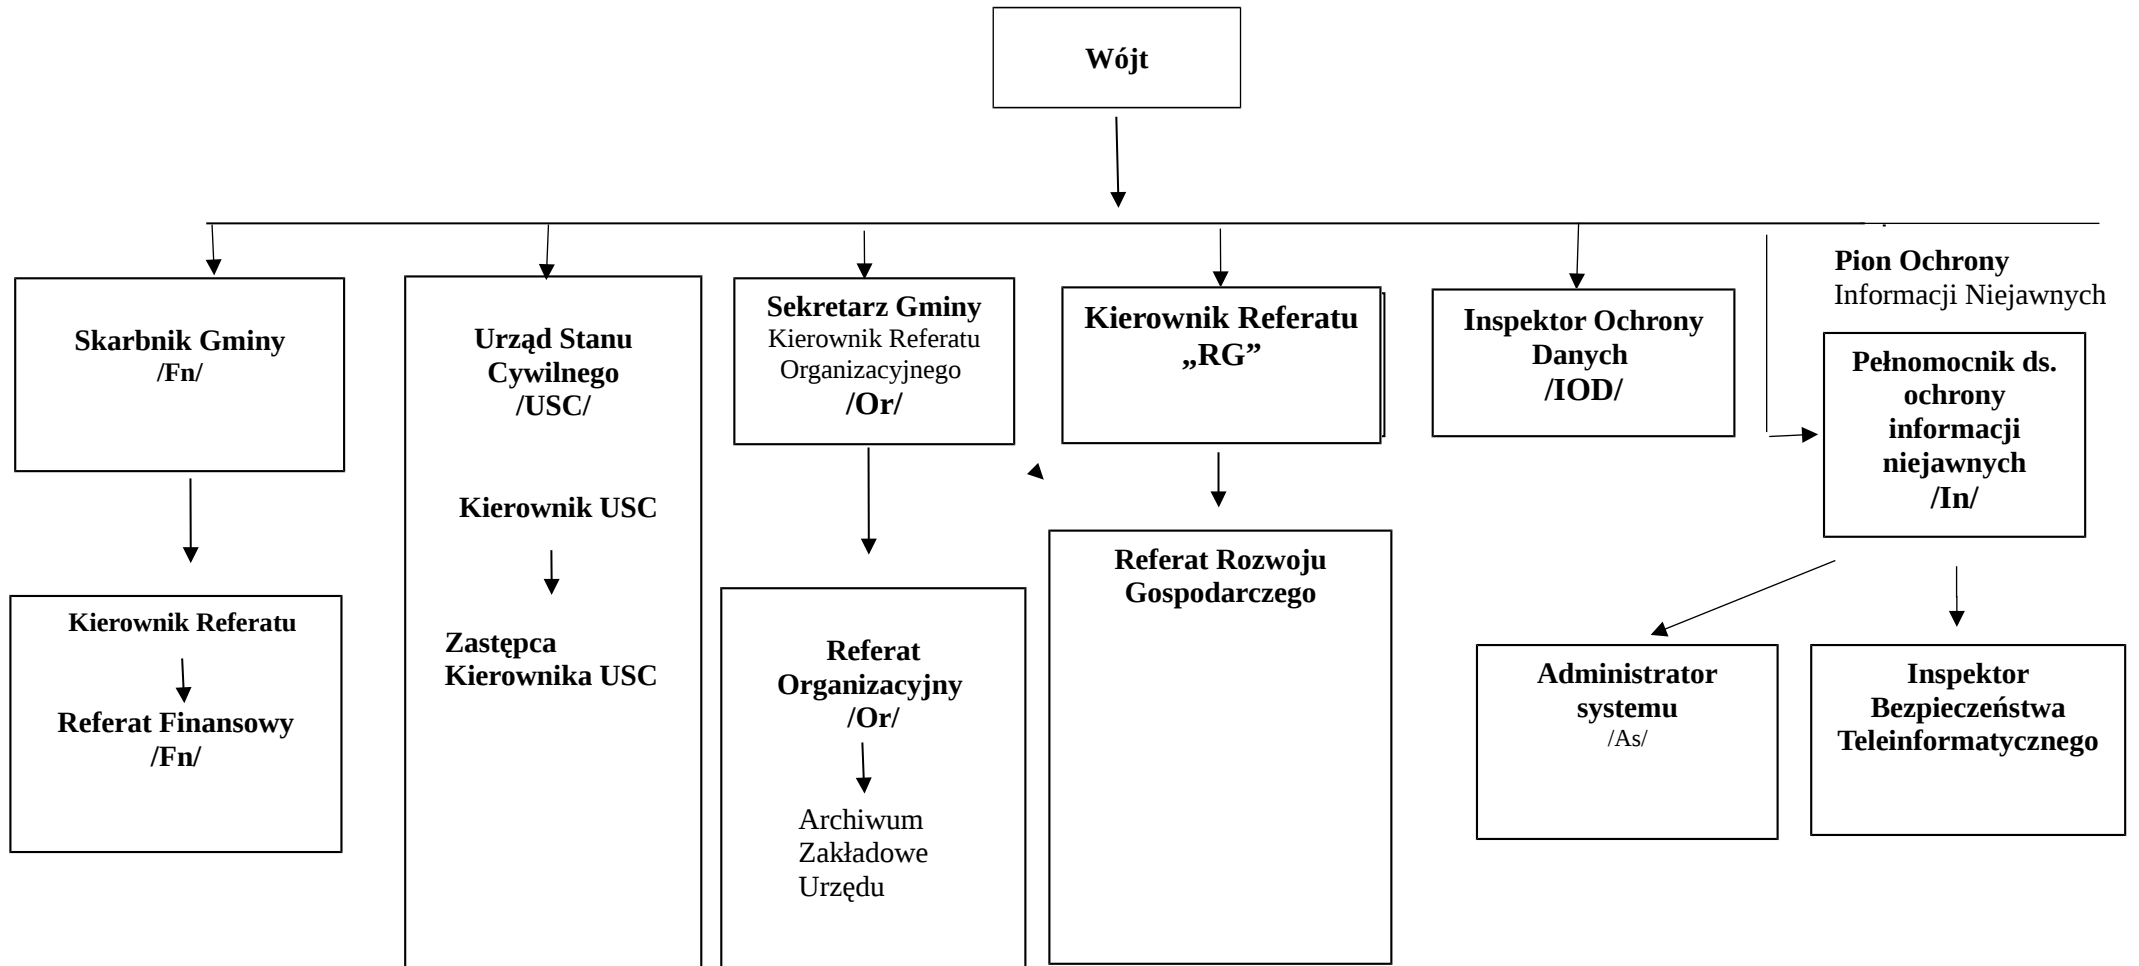 Wójt
Skarbnik Gminy
/Fn/
Urząd Stanu
Cywilnego
/USC/
Kierownik USC
Zastępca
Kierownika USC
Sekretarz Gminy
Kierownik Referatu
Organizacyjnego
/Or/
Kierownik Referatu
„RG”
Inspektor Ochrony
Danych
/IOD/
Pion Ochrony
Informacji Niejawnych
Pełnomocnik ds.
ochrony
informacji
niejawnych
/In/
Kierownik Referatu
Referat Finansowy
/Fn/
Referat
Organizacyjny
/Or/
Archiwum
Zakładowe
Urzędu
Referat Rozwoju
Gospodarczego
Administrator
systemu
/As/
Inspektor
Bezpieczeństwa
Teleinformatycznego